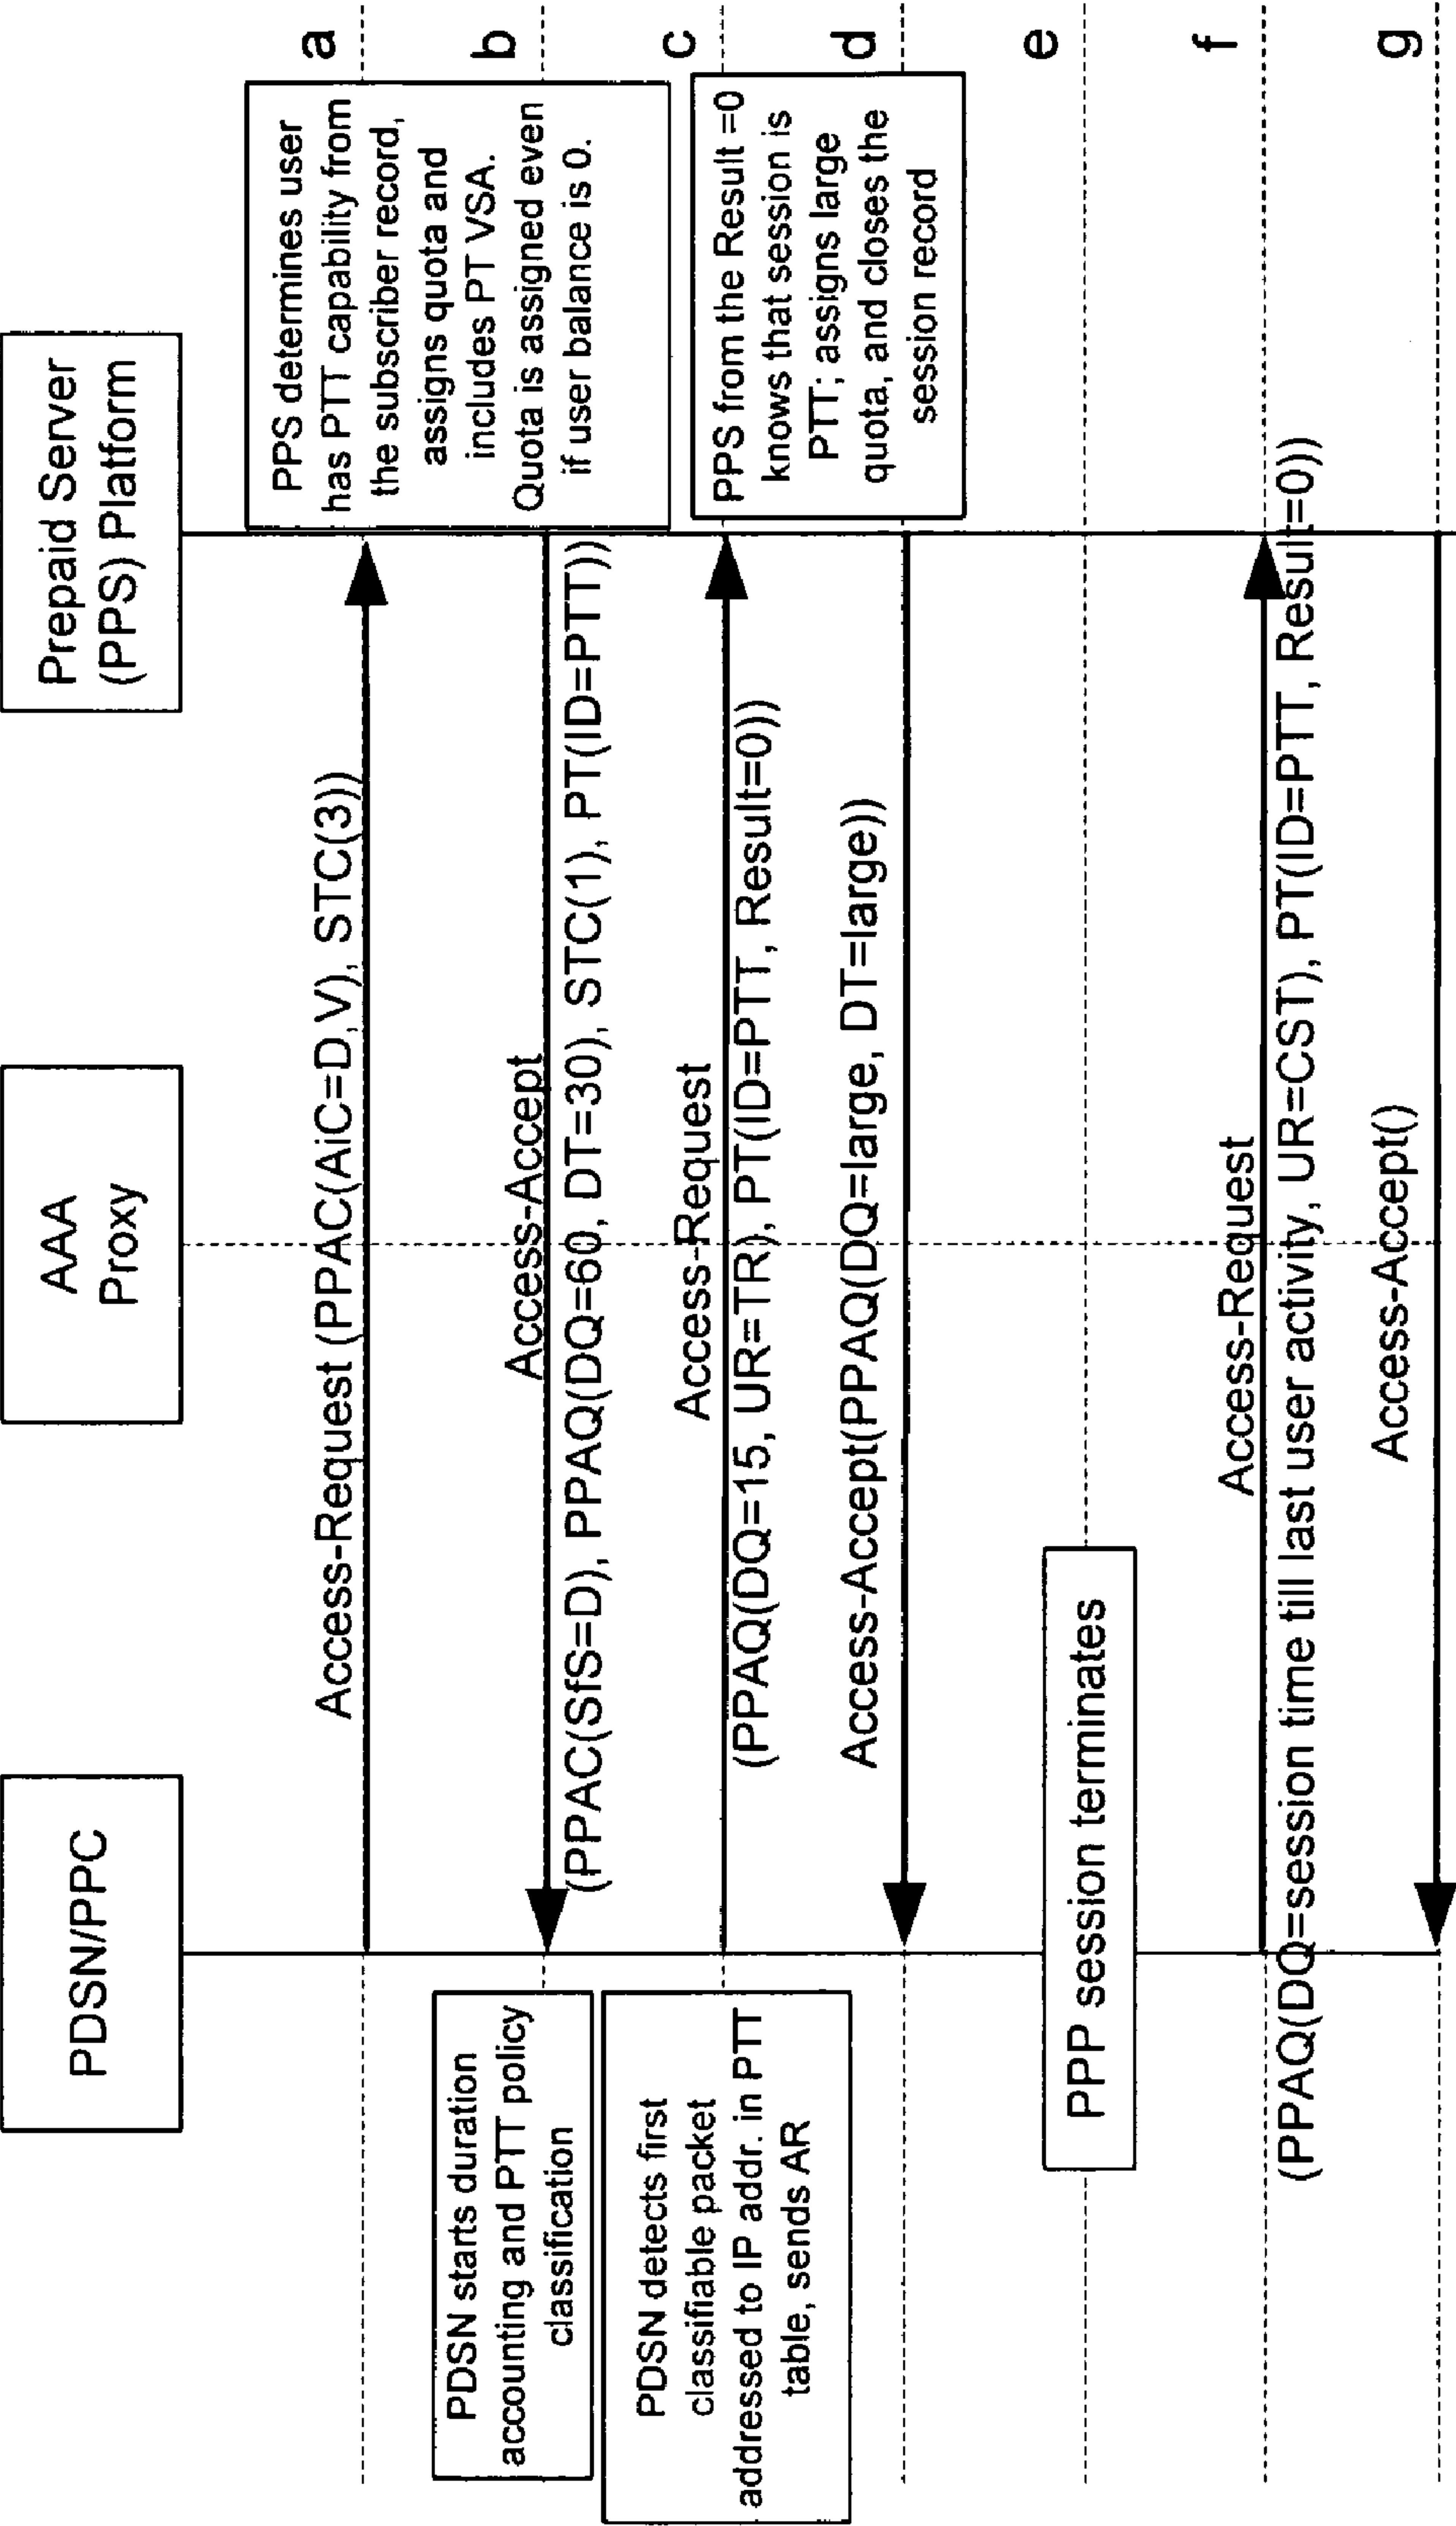 PDSN/PPC
AAA
Proxy
Prepaid Server
(PPS) Platform
Access-Request (PPAC(AiC=D,V), STC(3))
a
PPS determines user
has PTT capability from
the subscriber record,
assigns quota and
includes PT VSA.
Quota is assigned even
if user balance is 0.
PDSN starts duration
accounting and PTT policy
classification
Access-Accept
(PPAC(SfS=D), PPAQ(DQ=60, DT=30), STC(1), PT(ID=PTT))
b
PDSN detects first
classifiable packet
addressed to IP addr. in PTT
table, sends AR
Access-Request
(PPAQ(DQ=15, UR=TR), PT(ID=PTT, Result=0))
c
PPS from the Result =0
knows that session is
PTT; assigns large
quota, and closes the
session record
Access-Accept(PPAQ(DQ=large, DT=large))
d
PPP session terminates
e
Access-Request
(PPAQ(DQ=session time till last user activity, UR=CST), PT(ID=PTT, Result=0))
f
Access-Accept()
g